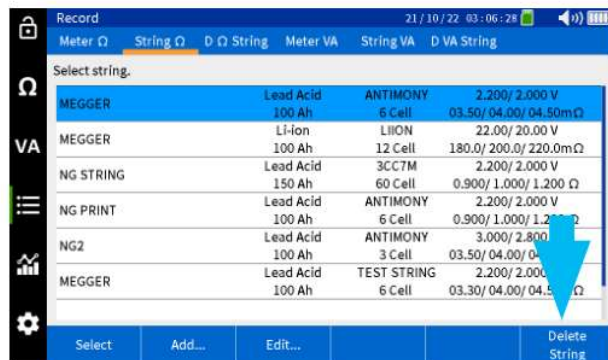 Record 21/10/22 03:06:28
Meter Ω String Ω D Ω String Meter VA String VA D VA String
Select string.
Ω
VA
MEGGER Lead Acid ANTIMONY 2.200/ 2.000 V
100 Ah 6 Cell 03.50/ 04.00/ 04.50mΩ
MEGGER Li-ion LIION 22.00/ 20.00 V
100 Ah 12 Cell 180.0/ 200.0/ 220.0mΩ
NG STRING Lead Acid 3CC7M 2.200/ 2.000 V
150 Ah 60 Cell 0.900/ 1.000/ 1.200 Ω
NG PRINT Lead Acid ANTIMONY 2.200/ 2.000 V
100 Ah 6 Cell 0.900/ 1.000/
NG2 Lead Acid ANTIMONY 3.000/ 2.800
100 Ah 3 Cell 03.50/ 04.00/
MEGGER Lead Acid TEST STRING 2.200/ 2.000
100 Ah 6 Cell 03.30/ 04.00/ Ω
Select Add... Edit... Delete
String